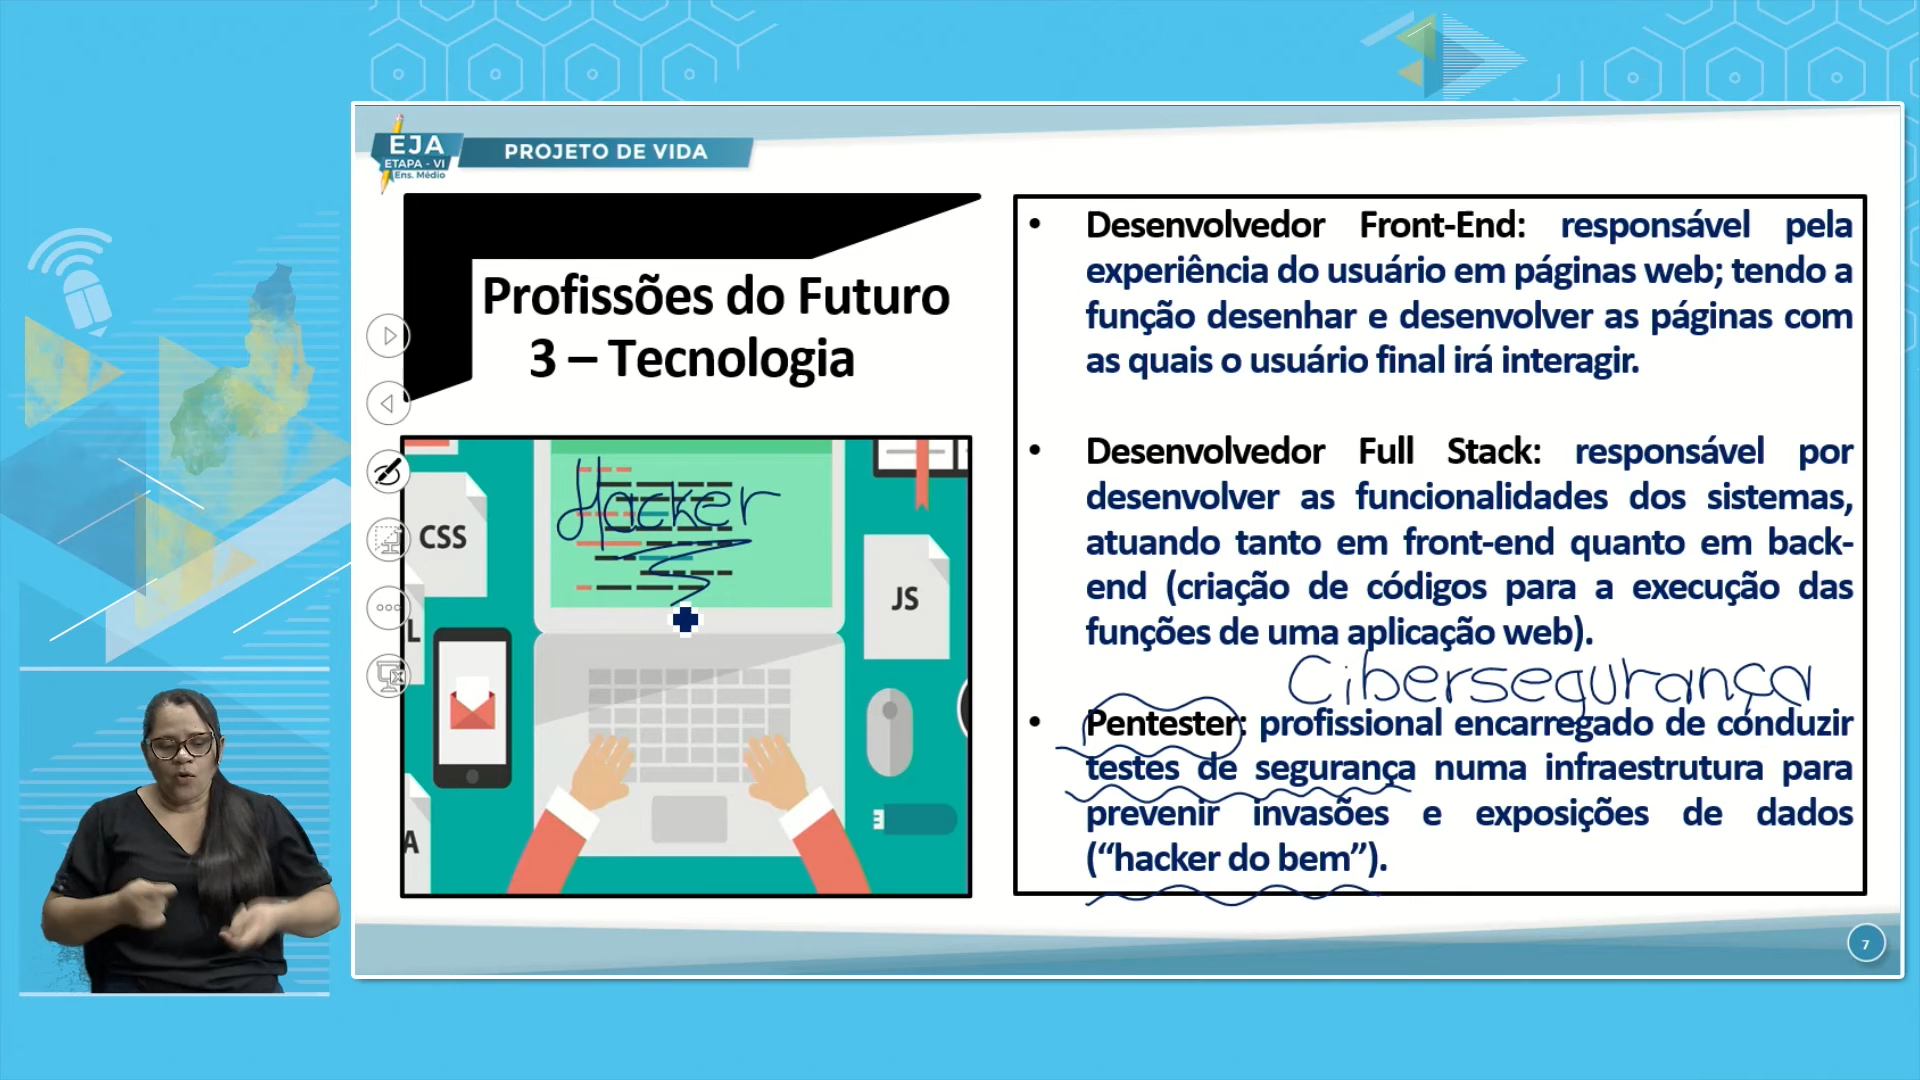 EJA
ETAPA - VI
Ens. Médio
PROJETO DE VIDA
Profissões do Futuro
3 – Tecnologia
CSS
Hacker
JS
L
A
• Desenvolvedor Front-End: responsável pela
experiência do usuário em páginas web; tendo a
função desenhar e desenvolver as páginas com
as quais o usuário final irá interagir.
• Desenvolvedor Full Stack: responsável por
desenvolver as funcionalidades dos sistemas,
atuando tanto em front-end quanto em back-
end (criação de códigos para a execução das
funções de uma aplicação web).
Cibersegurança
• Pentester: profissional encarregado de conduzir
testes de segurança numa infraestrutura para
prevenir invasões e exposições de dados
(“hacker do bem”).
7